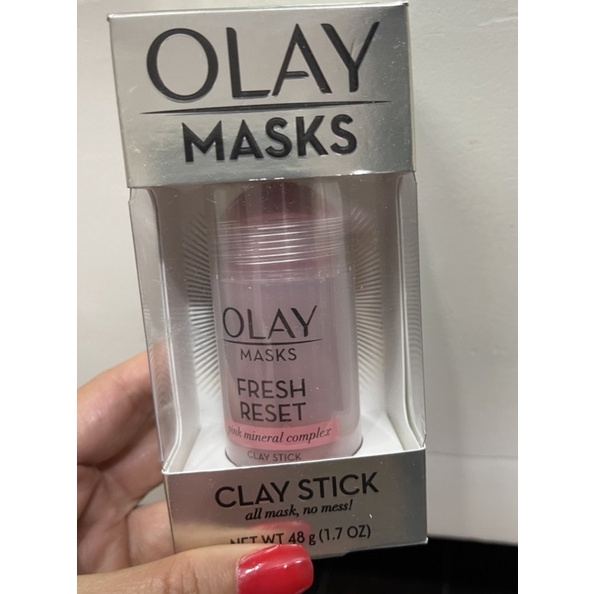 OLAY
MASKS
OLAY
MASKS
FRESH
RESET
pink mineral complex
CLAY STICK
CLAY STICK
all mask, no mess!
NET WT 48 g (1.7 OZ)